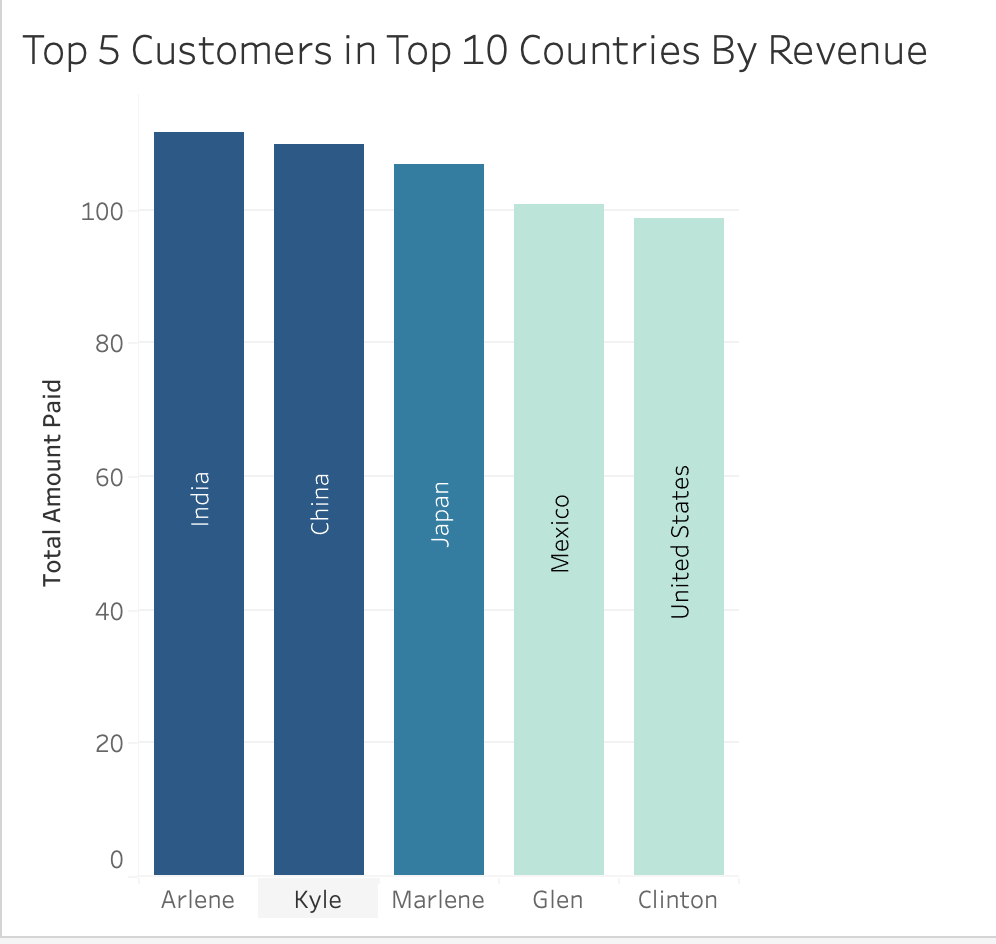 Top 5 Customers in Top 10 Countries By Revenue
Total Amount Paid
100
80
60
40
20
0
India
China
Japan
Mexico
United States
Arlene
Kyle
Marlene
Glen
Clinton